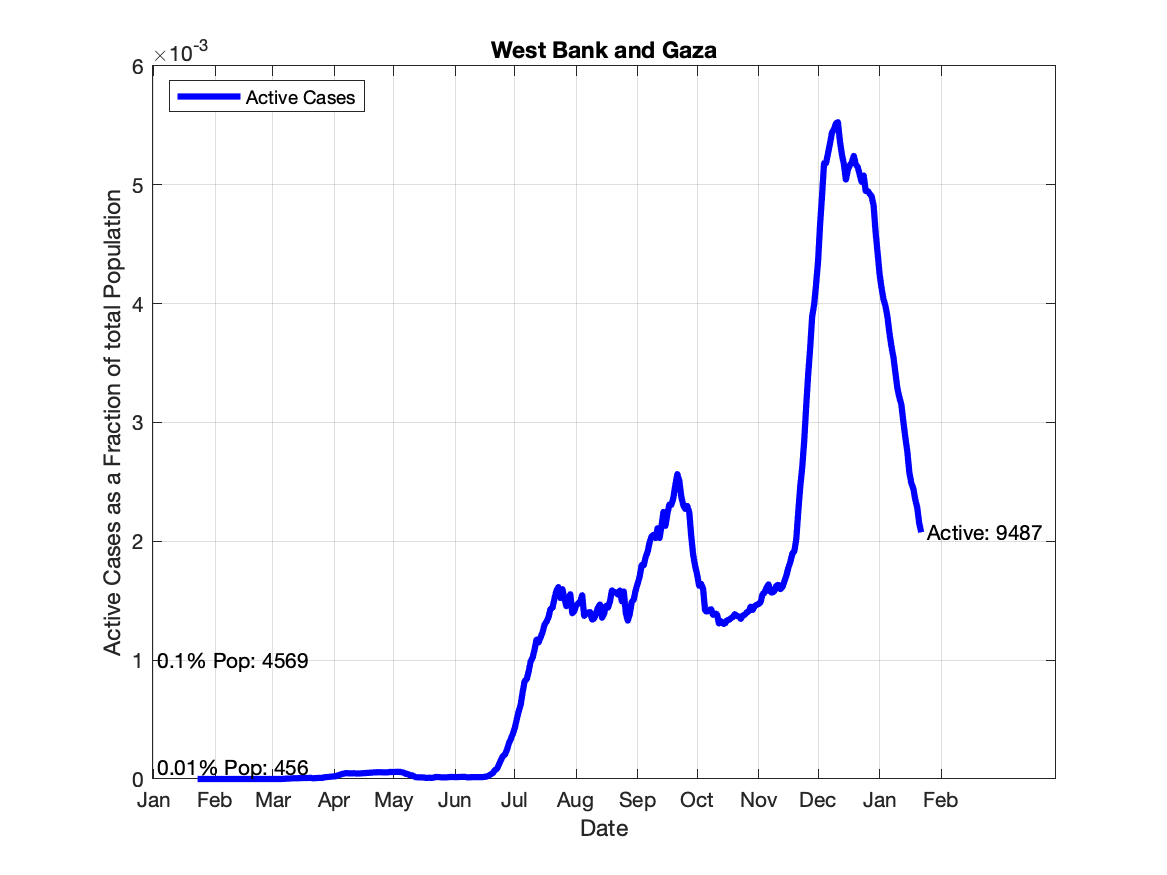 West Bank and Gaza
×10-3
Active Cases
6
5
4
3
2
1
0
Active Cases as a Fraction of total Population
Active: 9487
0.1% Pop: 4569
0.01% Pop: 456
Jan Feb Mar Apr May Jun Jul Aug Sep Oct Nov Dec Jan Feb
Date